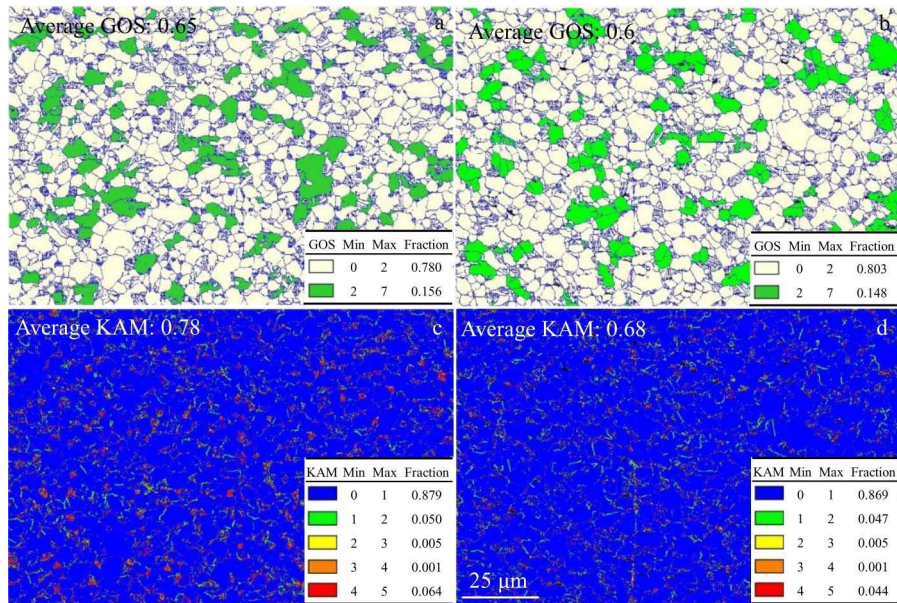 Average GOS: 0.65
a
GOS Min Max Fraction
0 2 0.780
2 7 0.156
Average GOS: 0.6
b
GOS Min Max Fraction
0 2 0.803
2 7 0.148
Average KAM: 0.78
c
KAM Min Max Fraction
0 1 0.879
1 2 0.050
2 3 0.005
3 4 0.001
4 5 0.064
Average KAM: 0.68
d
KAM Min Max Fraction
0 1 0.869
1 2 0.047
2 3 0.005
3 4 0.001
4 5 0.044
25 μm